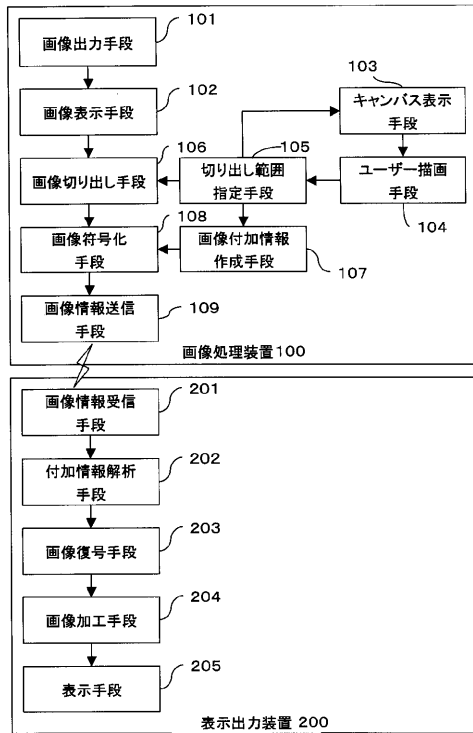 101
画像出力手段
102
画像表示手段
103
キャンバス表示
手段
106
画像切り出し手段
105
切り出し範囲
指定手段
ユーザー描画
手段
104
108
画像符号化
手段
画像付加情報
作成手段
107
画像情報送信
手段
109
画像処理装置100
画像情報受信
手段
201
付加情報解析
手段
202
画像復号手段
203
画像加工手段
204
表示手段
205
表示出力装置200